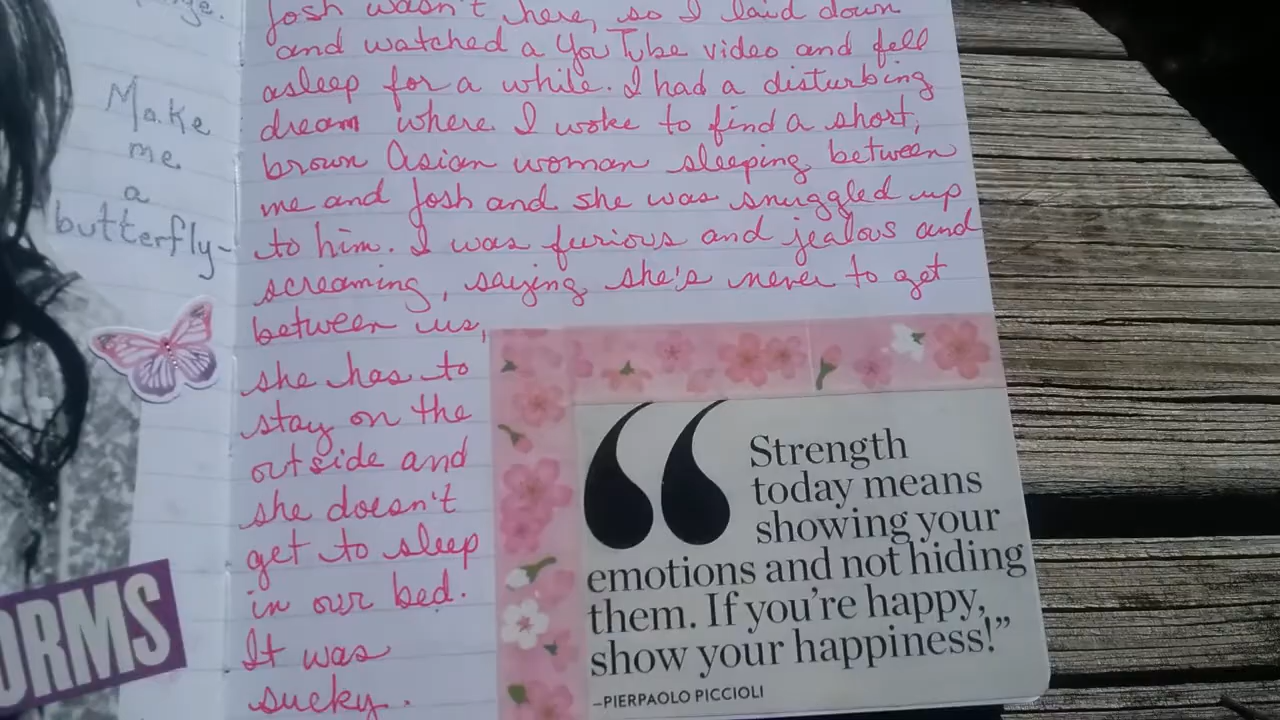 Make
me
a
butterfly-
ORMS
Josh wasn't here, so I laid down
and watched a YouTube video and fell
asleep for a while. I had a disturbing
dream where I woke to find a short,
brown Asian woman sleeping between
me and Josh and she was snuggled up
to him. I was furious and jealous and
screaming, saying she's never to get
between us,
she has to
stay on the
outside and
she doesn't
get to sleep
in our bed.
It was
sucky.
“Strength
today means
showing your
emotions and not hiding
them. If you're happy,
show your happiness!”
–PIERPAOLO PICCIOLI